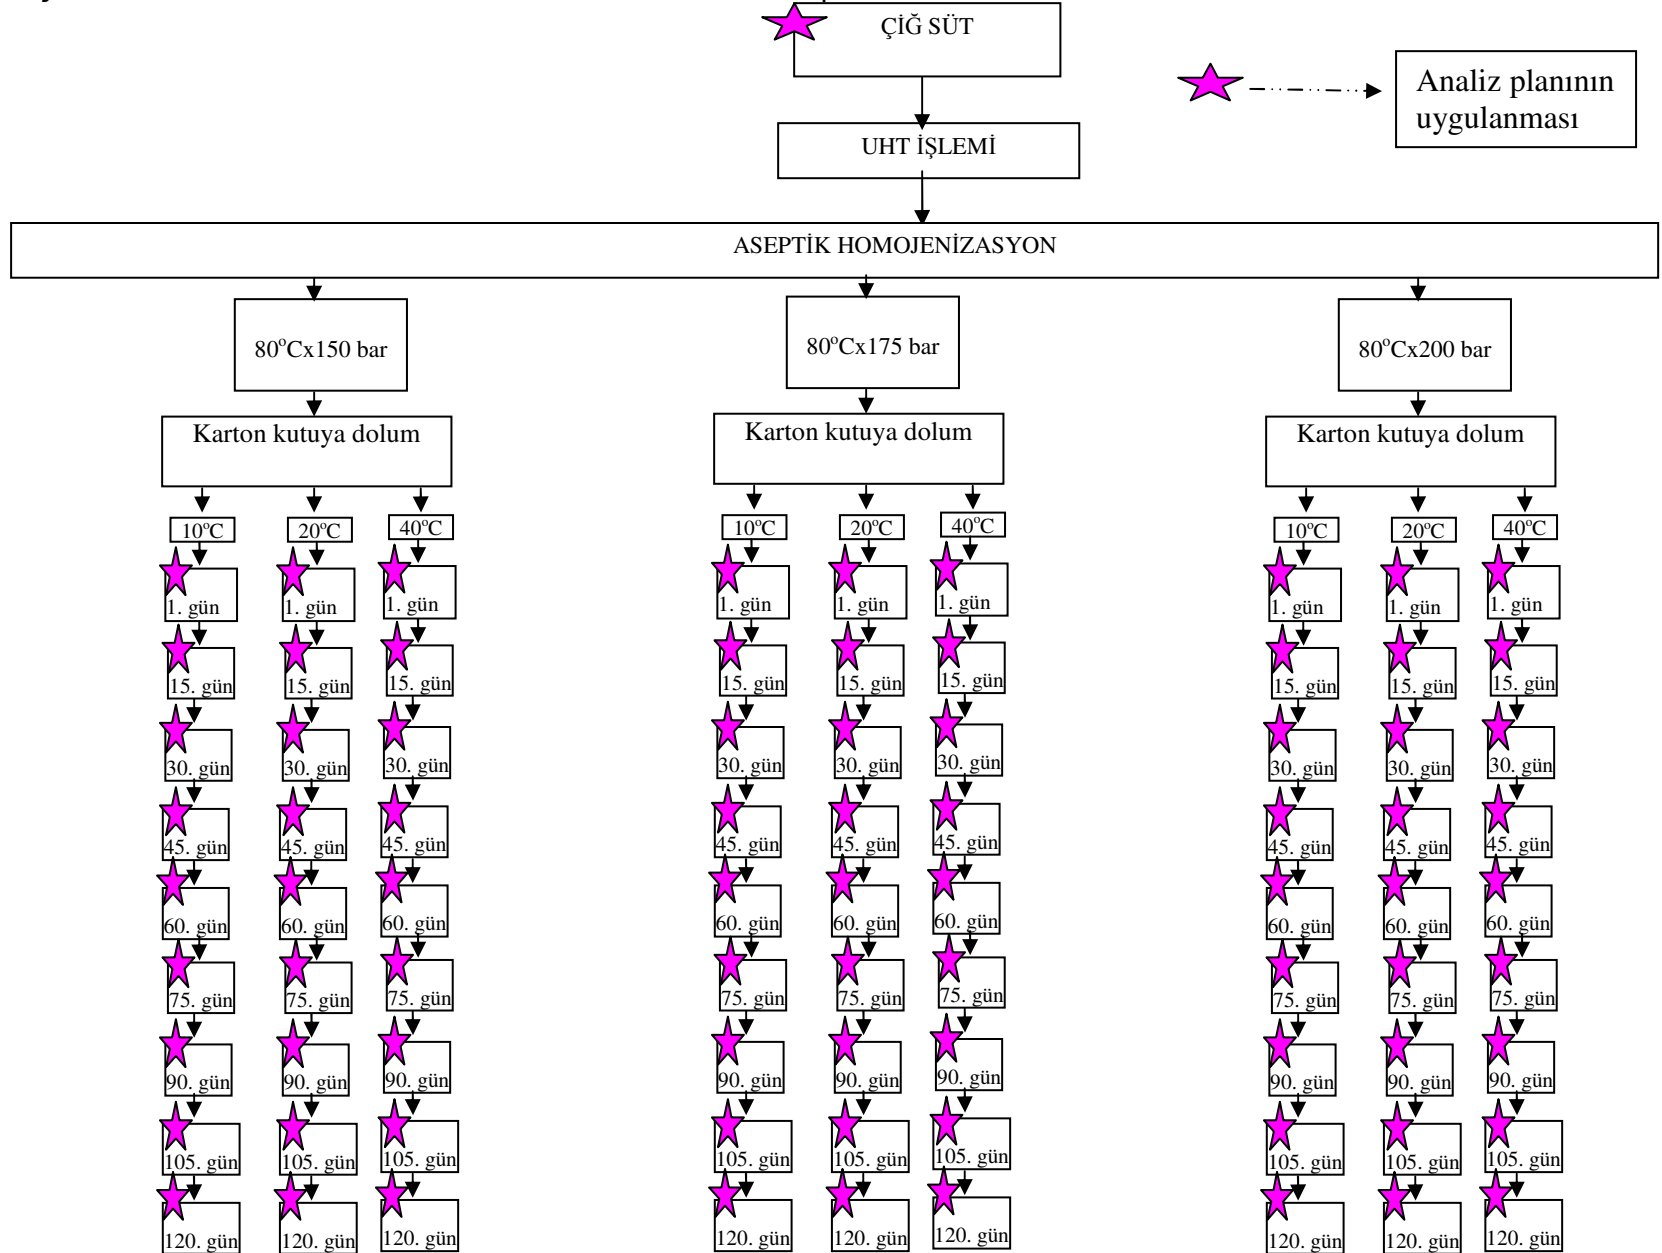 ÇİĞ SÜT
Analiz planının
uygulanması
UHT İŞLEMİ
ASEPTİK HOMOJENİZASYON
80°Cx150 bar
80°Cx175 bar
80°Cx200 bar
Karton kutuya dolum
Karton kutuya dolum
Karton kutuya dolum
10°C 20°C 40°C 10°C 20°C 40°C 10°C 20°C 40°C
1. gün 1. gün 1. gün 1. gün 1. gün 1. gün 1. gün 1. gün 1. gün
15. gün 15. gün 15. gün 15. gün 15. gün 15. gün 15. gün 15. gün 15. gün
30. gün 30. gün 30. gün 30. gün 30. gün 30. gün 30. gün 30. gün 30. gün
45. gün 45. gün 45. gün 45. gün 45. gün 45. gün 45. gün 45. gün 45. gün
60. gün 60. gün 60. gün 60. gün 60. gün 60. gün 60. gün 60. gün 60. gün
75. gün 75. gün 75. gün 75. gün 75. gün 75. gün 75. gün 75. gün 75. gün
90. gün 90. gün 90. gün 90. gün 90. gün 90. gün 90. gün 90. gün 90. gün
105. gün 105. gün 105. gün 105. gün 105. gün 105. gün 105. gün 105. gün 105. gün
120. gün 120. gün 120. gün 120. gün 120. gün 120. gün 120. gün 120. gün 120. gün